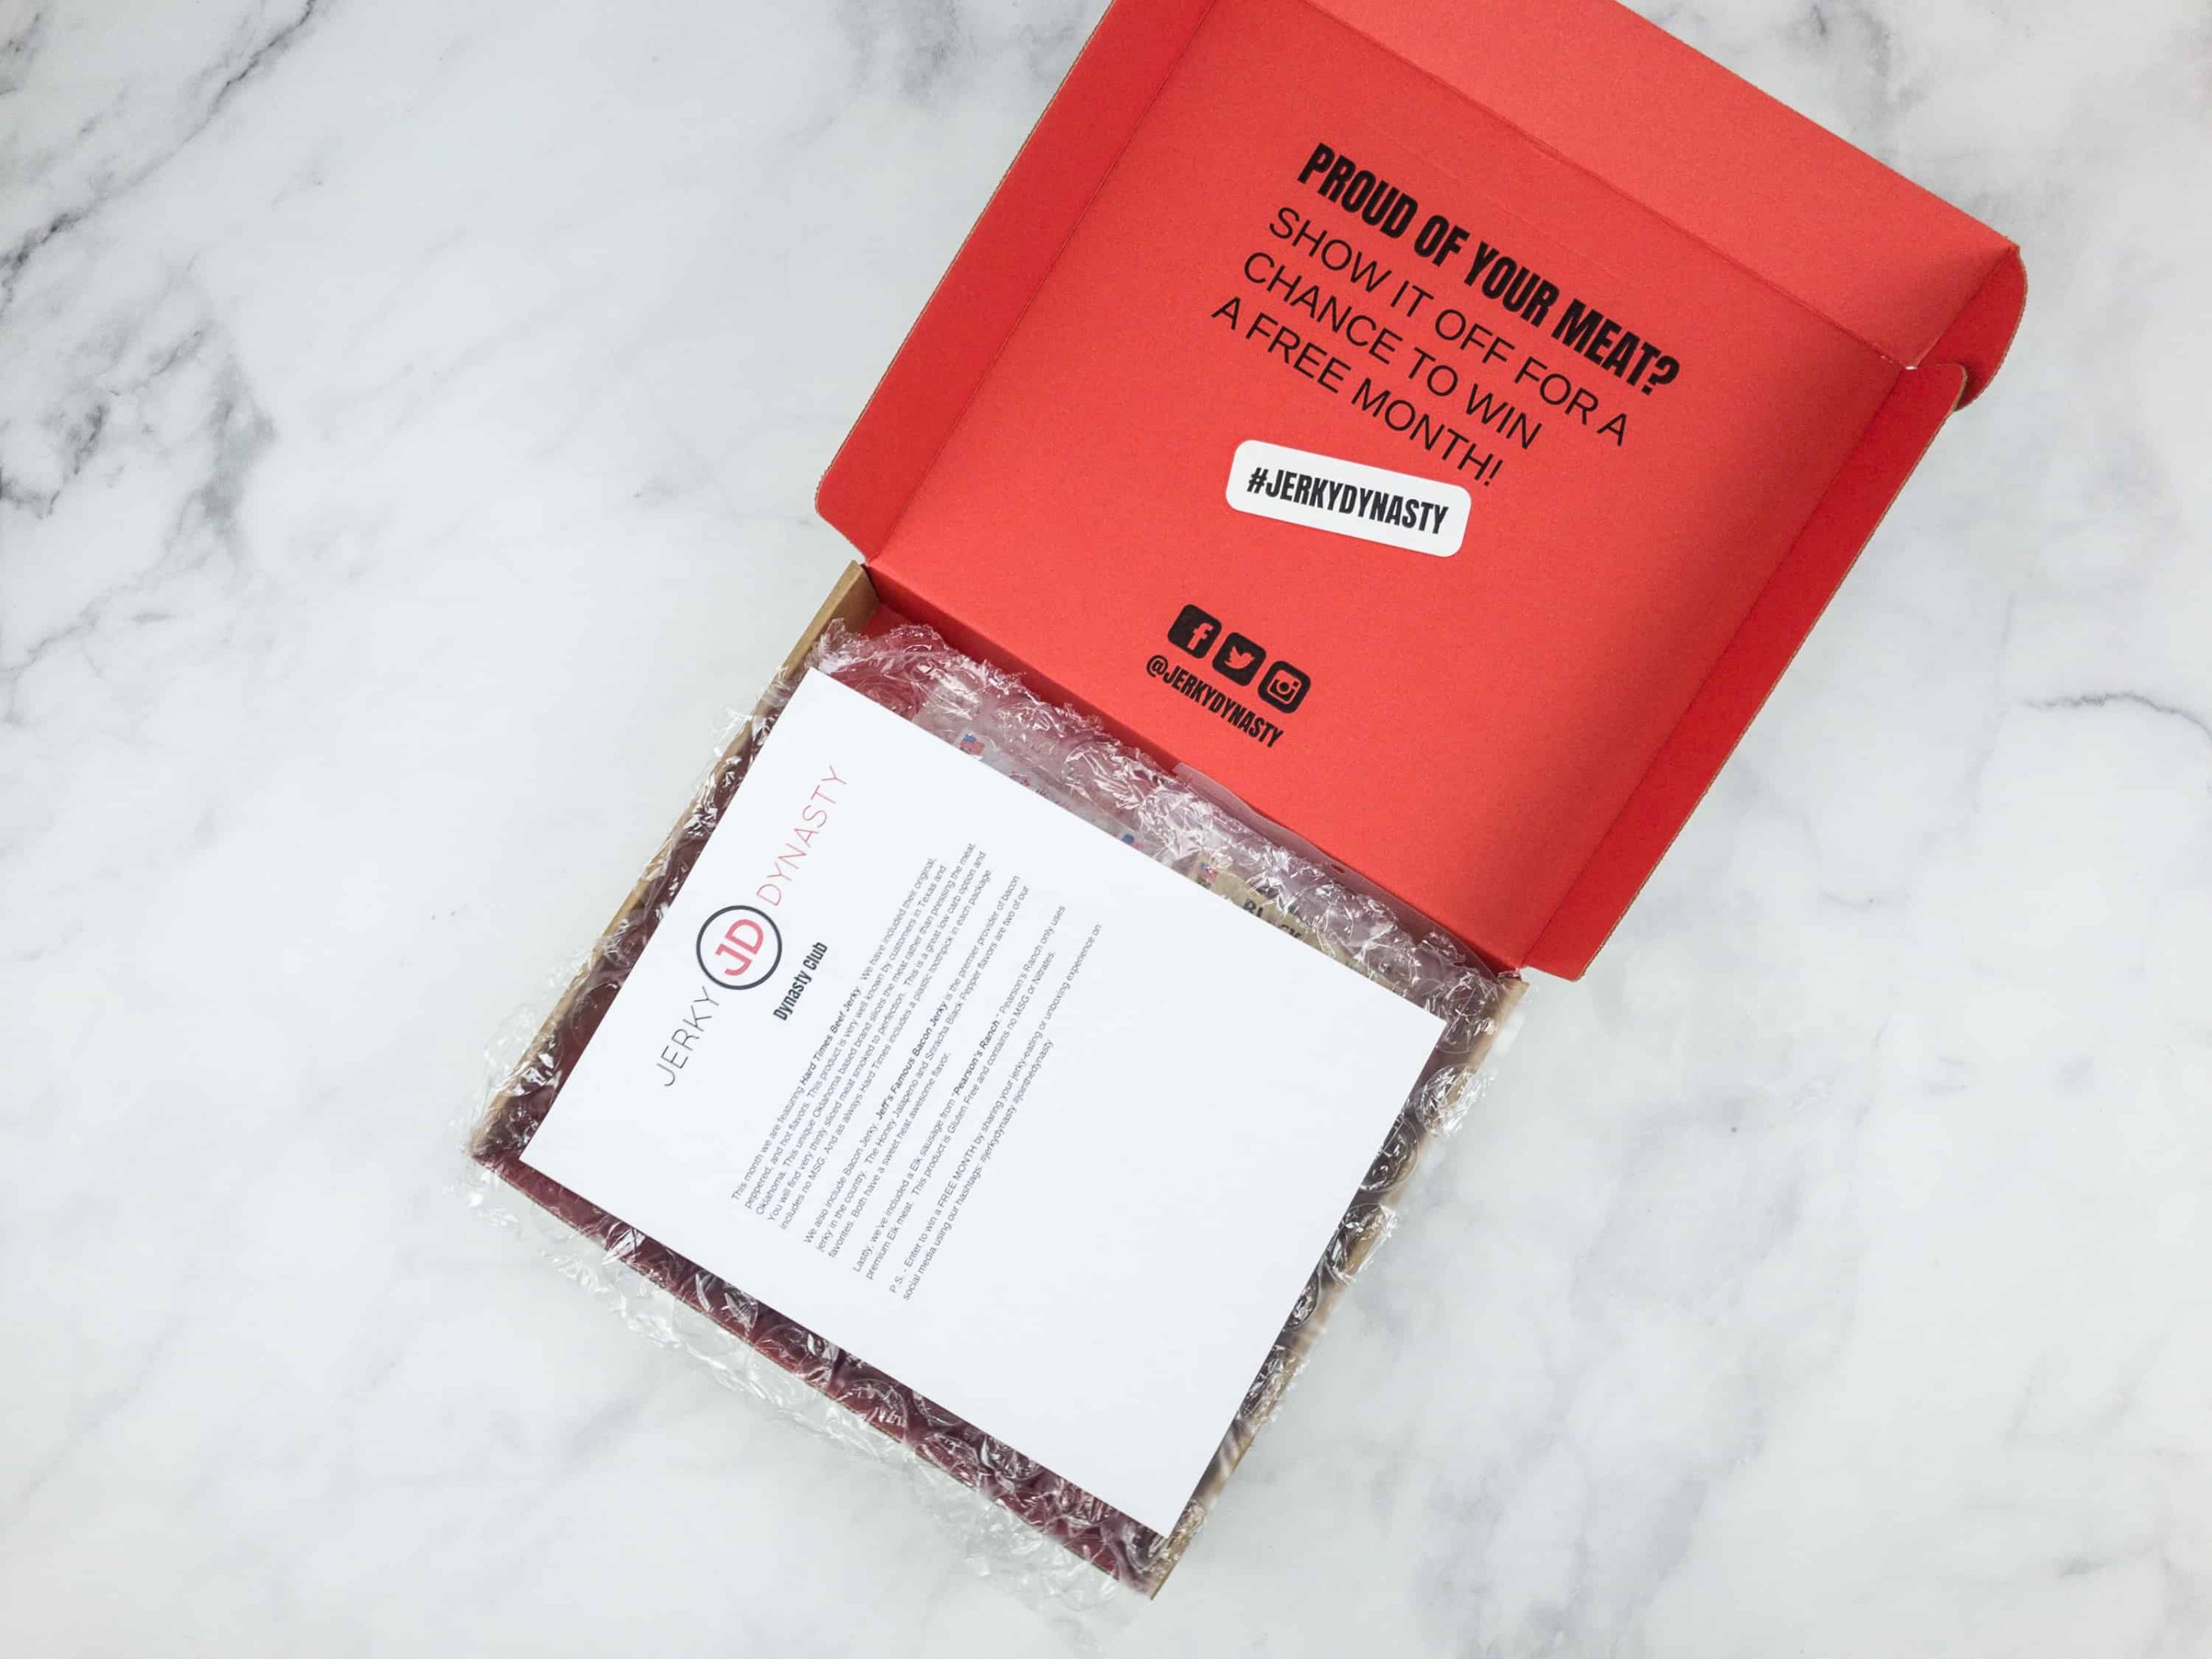 PROUD OF YOUR MEAT?
SHOW IT OFF FOR A
CHANCE TO WIN
A FREE MONTH!
#JERKYDYNASTY
@JERKYDYNASTY
JERKY JD DYNASTY
Dynasty Club
This month we are featuring Hard Times Beef Jerky. We have included their original,
peppered, and hot flavors. This product is very well known by customers in Texas and
Oklahoma. This unique Oklahoma based brand slices the meat rather than pressing the meat.
You will find very thinly sliced meat smoked to perfection. This is a great low carb option and
includes no MSG. And as always Hard Times includes a plastic toothpick in each package.
We also include Bacon Jerky. Jeff's Famous Bacon Jerky is the premier provider of bacon
jerky in the country. The Honey Jalapeno and Sriracha Black Pepper flavors are two of our
favorites. Both have a sweet heat awesome flavor.
Lastly, we've included a Elk sausage from "Pearson's Ranch." Pearson's Ranch only uses
premium Elk meat. This product is Gluten Free and contains no MSG or Nitrates.
P.S. - Enter to win a FREE MONTH by sharing your jerky-eating or unboxing experience on
social media using our hashtags: #jerkydynasty #jointhedynasty